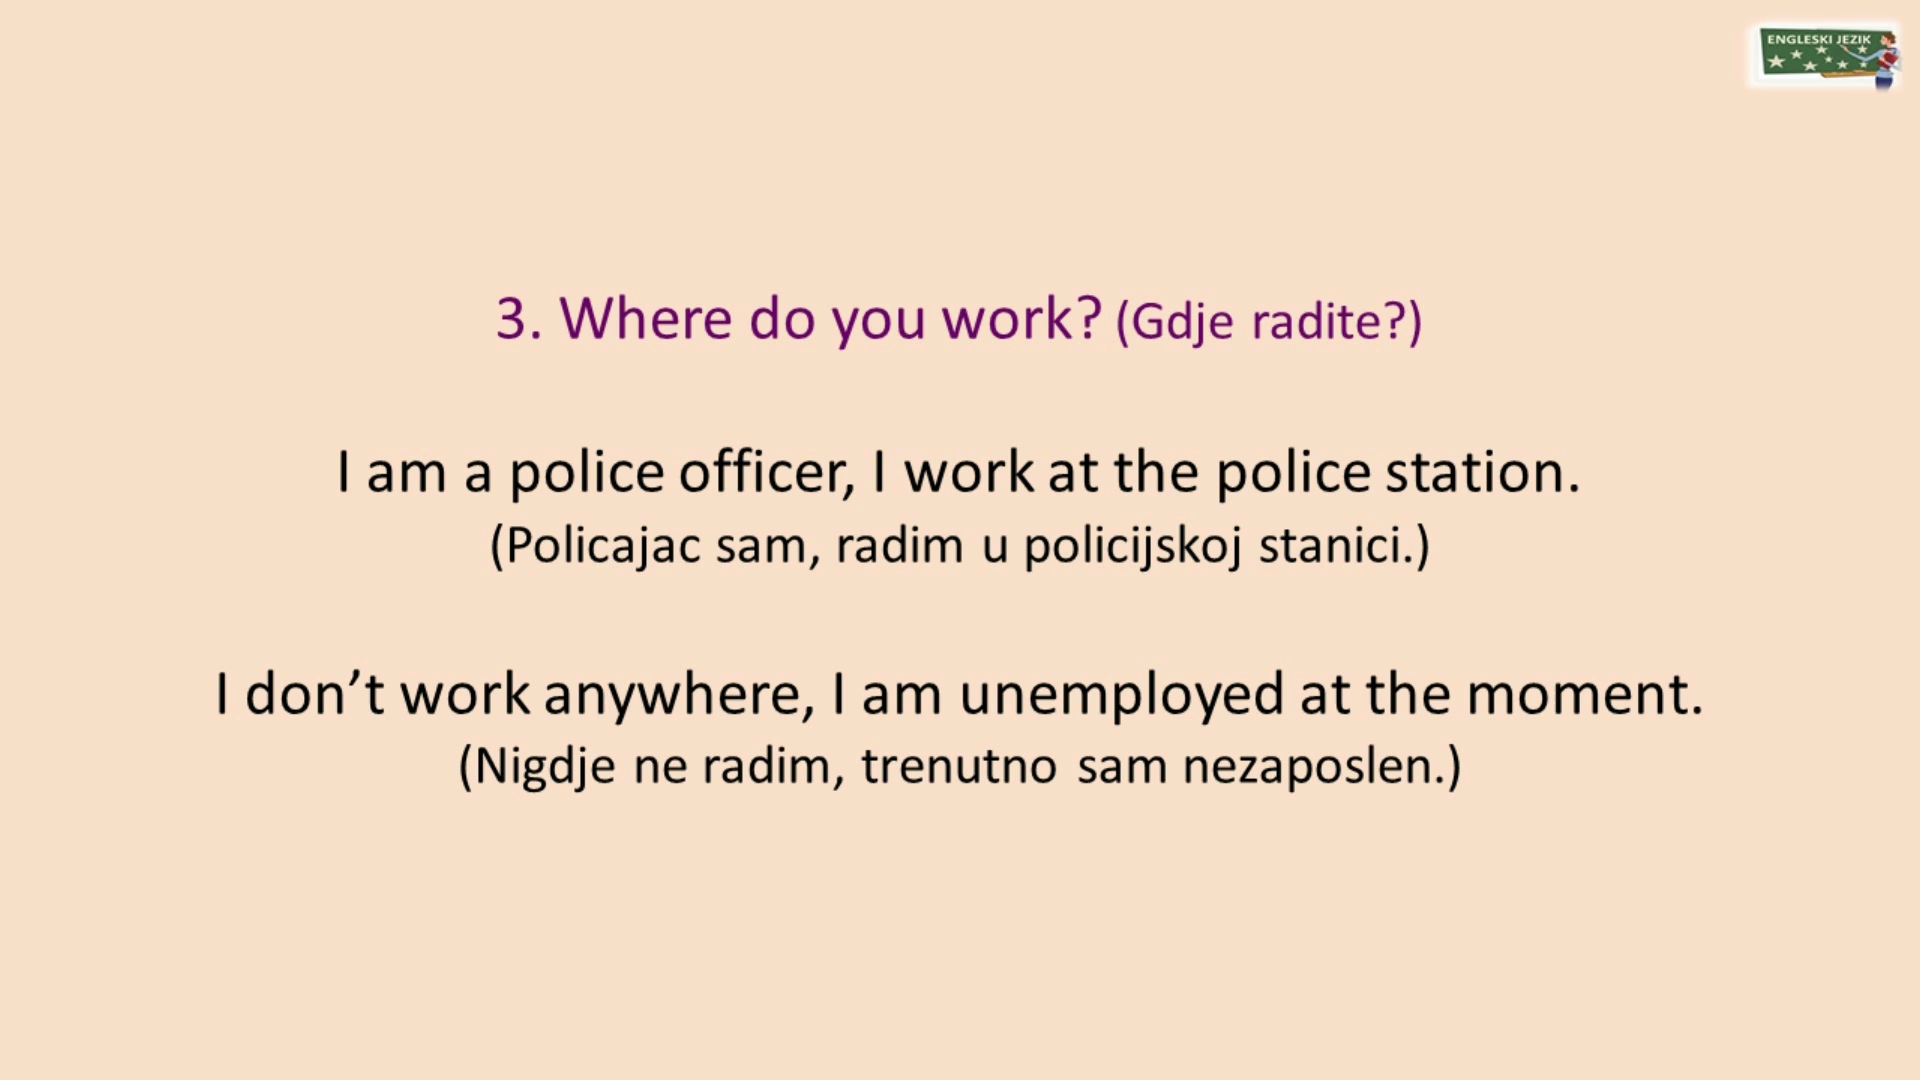 ENGLESKI JEZIK
3. Where do you work? (Gdje radite?)
I am a police officer, I work at the police station.
(Policajac sam, radim u policijskoj stanici.)
I don’t work anywhere, I am unemployed at the moment.
(Nigdje ne radim, trenutno sam nezaposlen.)